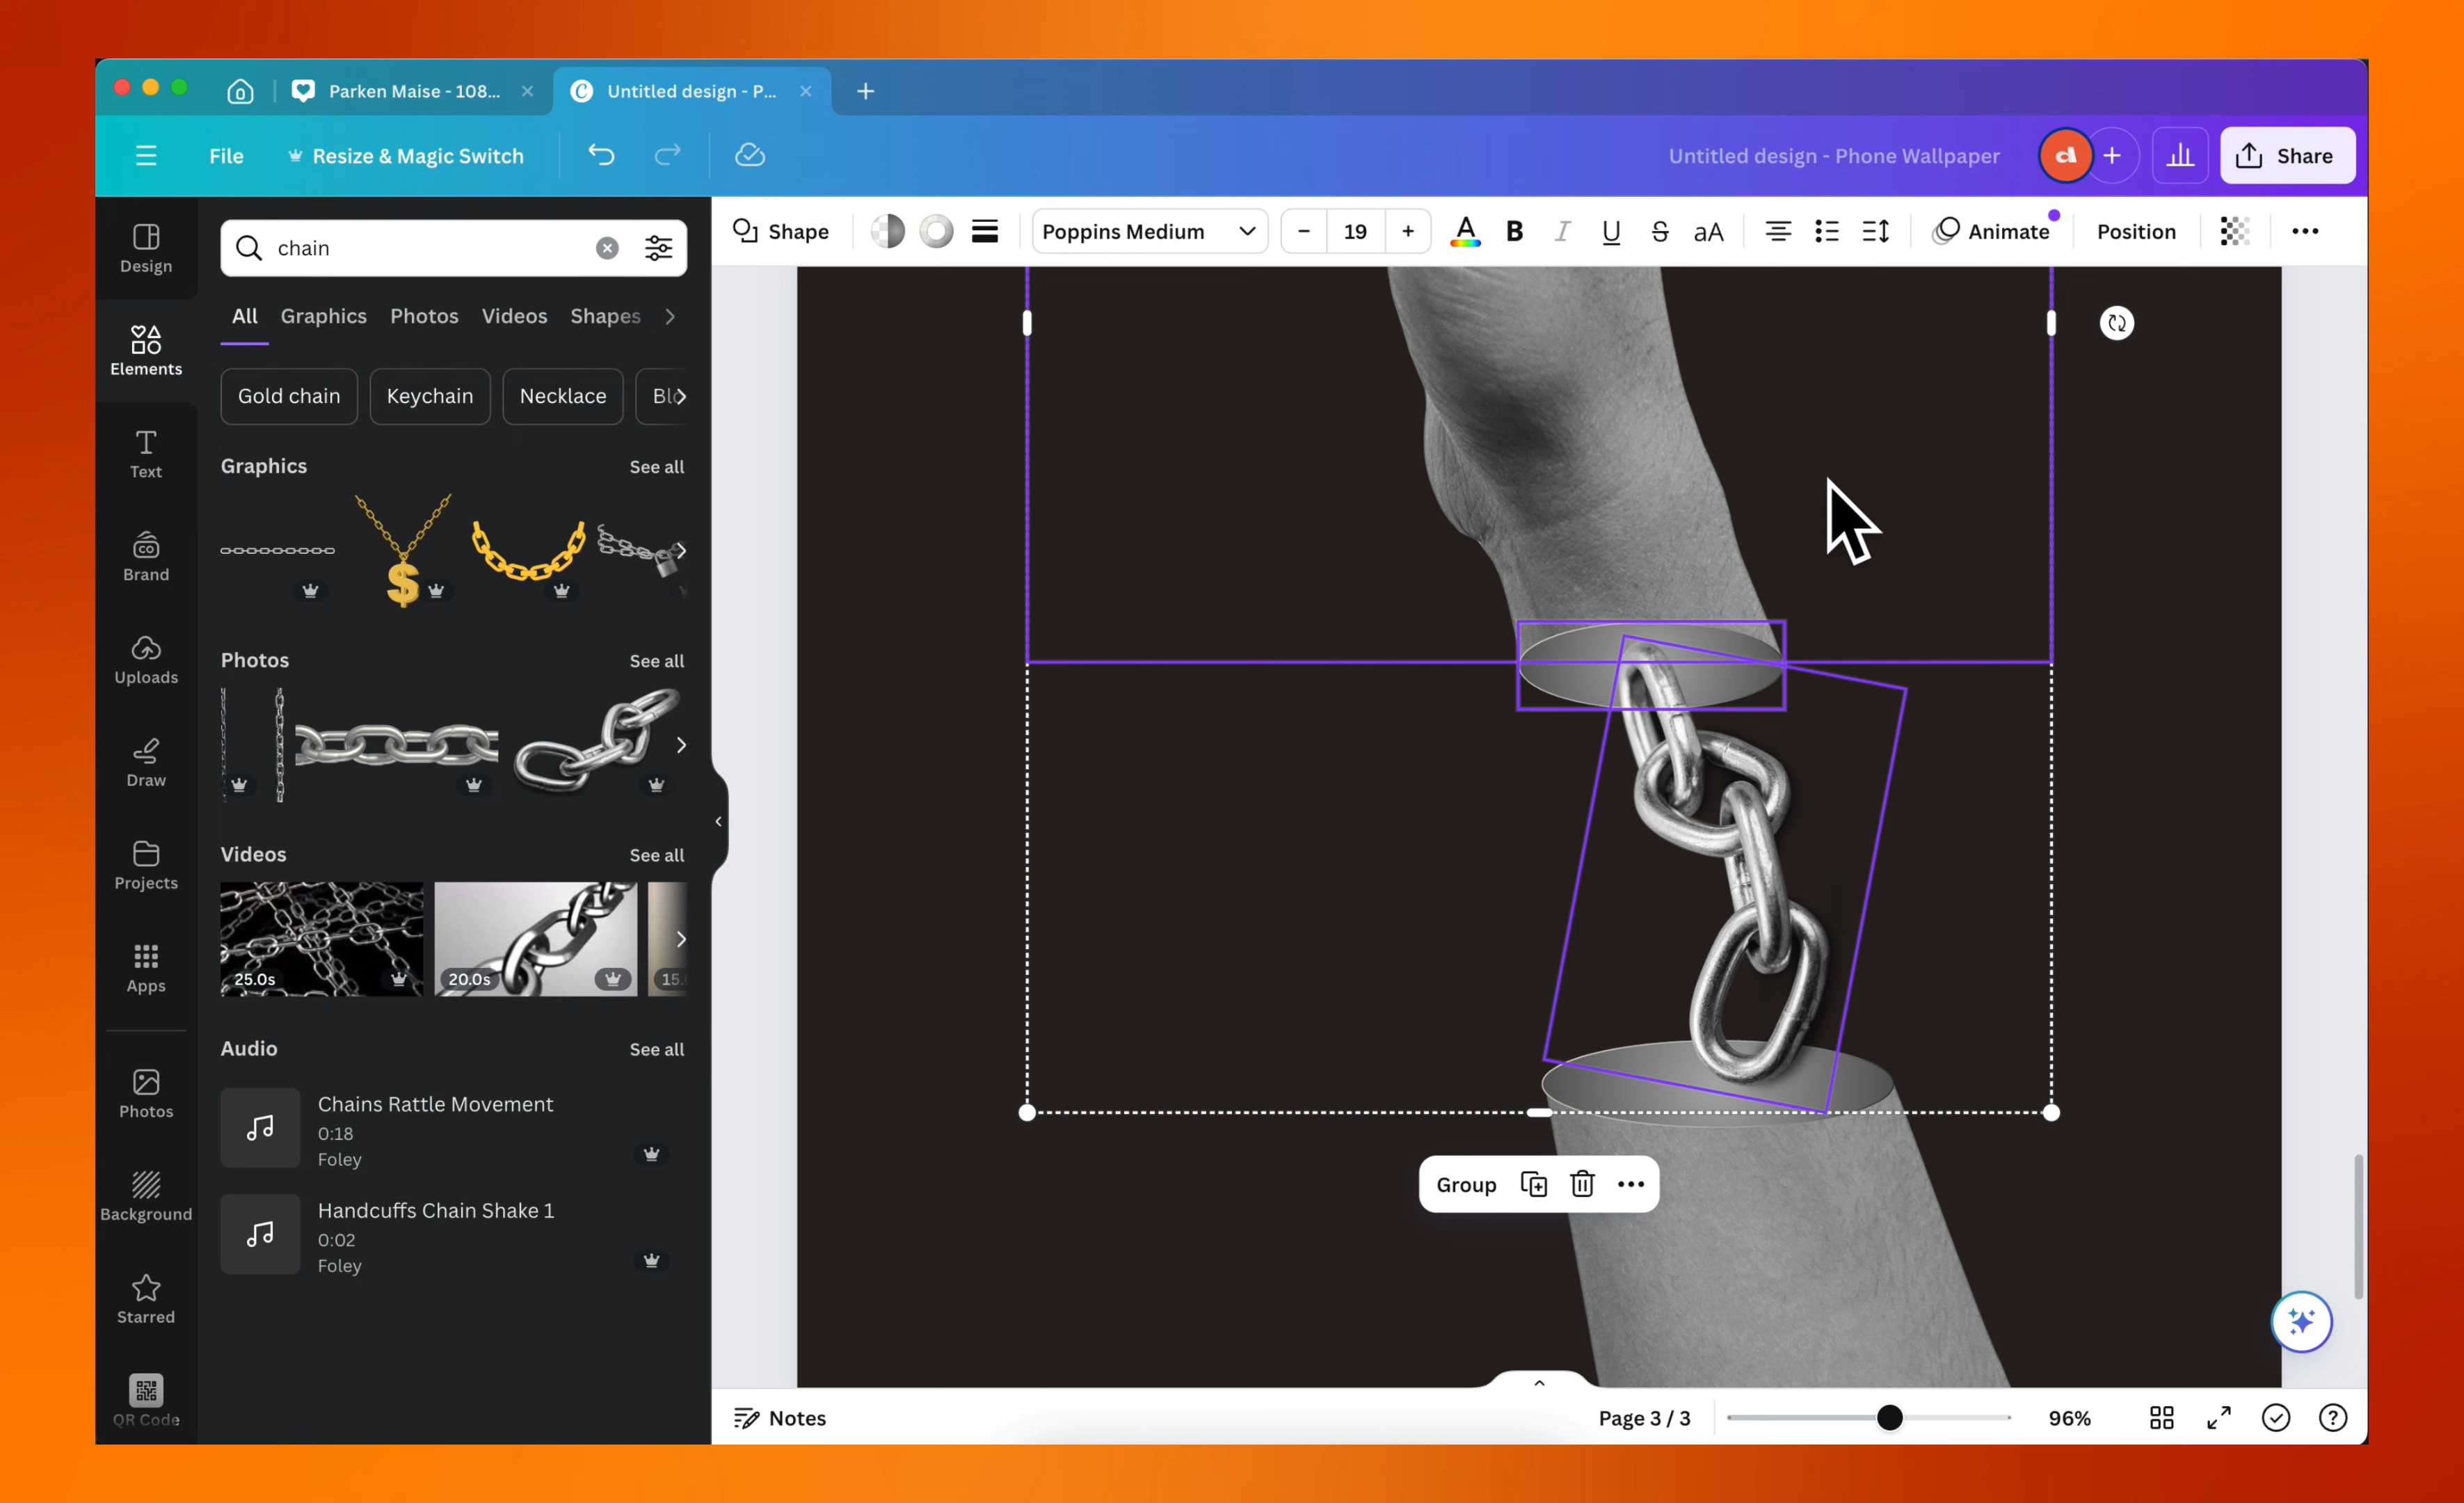 Parken Maise - 108...
Untitled design - P...
File
Resize & Magic Switch
Untitled design - Phone Wallpaper
Share
Design
Elements
Text
Brand
Uploads
Draw
Projects
Apps
Photos
Background
Starred
QR Code
chain
All Graphics Photos Videos Shapes
Gold chain Keychain Necklace
Graphics See all
Photos See all
Videos See all
25.0s 20.0s 15.
Audio See all
Chains Rattle Movement
0:18
Foley
Handcuffs Chain Shake 1
0:02
Foley
Shape Poppins Medium - 19 + A B I U S aA Animate Position
Group
Notes
Page 3 / 3
96%